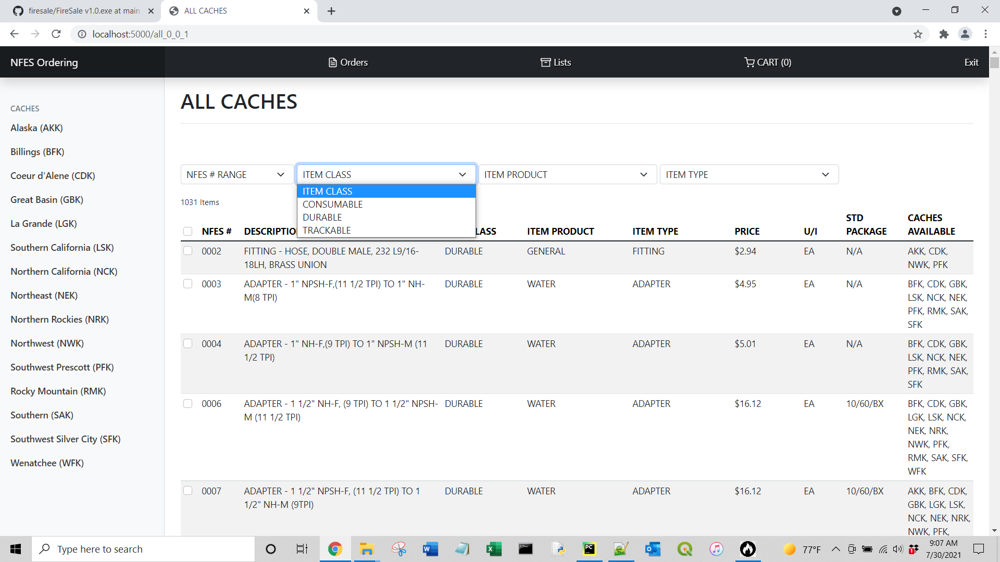 firesale/FireSale v1.0.exe at main
ALL CACHES
localhost:5000/all_0_0_1
NFES Ordering
Orders
Lists
CART (0)
Exit
CACHES
Alaska (AKK)
Billings (BFK)
Coeur d'Alene (CDK)
Great Basin (GBK)
La Grande (LGK)
Southern California (LSK)
Northern California (NCK)
Northeast (NEK)
Northern Rockies (NRK)
Northwest (NWK)
Southwest Prescott (PFK)
Rocky Mountain (RMK)
Southern (SAK)
Southwest Silver City (SFK)
Wenatchee (WFK)
ALL CACHES
NFES # RANGE
ITEM CLASS
ITEM PRODUCT
ITEM TYPE
ITEM CLASS
CONSUMABLE
DURABLE
TRACKABLE
1031 Items
NFES #
DESCRIPTIO
LASS
ITEM PRODUCT
ITEM TYPE
PRICE
U/I
STD
PACKAGE
CACHES
AVAILABLE
0002
FITTING - HOSE, DOUBLE MALE, 232 L9/16-
18LH, BRASS UNION
DURABLE
GENERAL
FITTING
$2.94
EA
N/A
AKK, CDK,
NWK, PFK
0003
ADAPTER - 1" NPSH-F,(11 1/2 TPI) TO 1" NH-
M(8 TPI)
DURABLE
WATER
ADAPTER
$4.95
EA
N/A
BFK, CDK, GBK,
LSK, NCK, NEK,
PFK, RMK, SAK,
SFK
0004
ADAPTER - 1" NH-F,(9 TPI) TO 1" NPSH-M (11
1/2 TPI)
DURABLE
WATER
ADAPTER
$5.01
EA
N/A
BFK, CDK, GBK,
LSK, NCK, NEK,
PFK, RMK, SAK,
SFK
0006
ADAPTER - 1 1/2" NH-F, (9 TPI) TO 1 1/2" NPSH-
M (11 1/2 TPI)
DURABLE
WATER
ADAPTER
$16.12
EA
10/60/BX
BFK, CDK, GBK,
LGK, LSK, NCK,
NEK, NRK,
NWK, PFK,
RMK, SAK, SFK,
WFK
0007
ADAPTER - 1 1/2" NPSH-F, (11 1/2 TPI) TO 1
1/2" NH-M (9TPI)
DURABLE
WATER
ADAPTER
$16.12
EA
10/60/BX
AKK, BFK, CDK,
GBK, LGK, LSK,
NCK, NEK, NRK,
NWK, PFK,
Type here to search
77°F
9:07 AM
7/30/2021